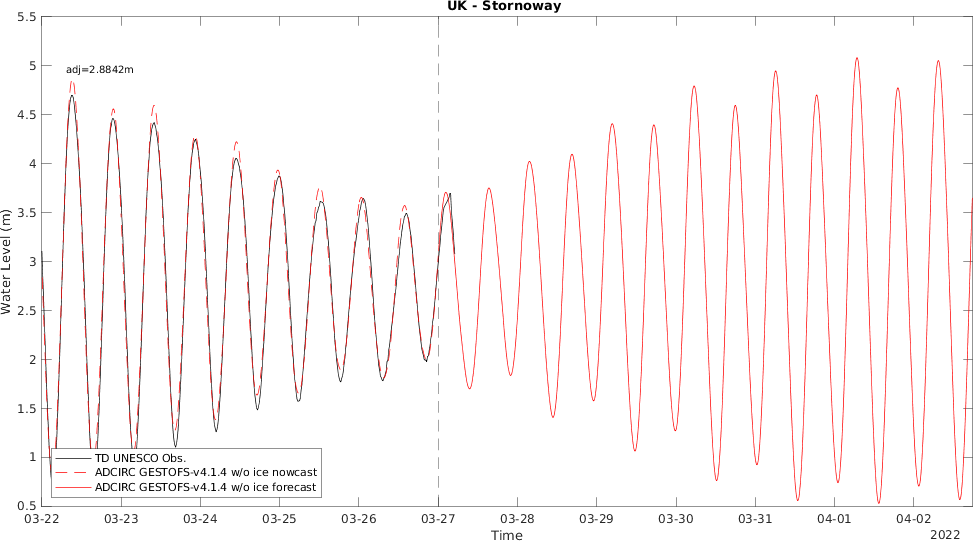 UK - Stornoway
adj=2.8842m
Water Level (m)
5.5
5
4.5
4
3.5
3
2.5
2
1.5
1
0.5
TD UNESCO Obs.
ADCIRC GESTOFS-v4.1.4 w/o ice nowcast
ADCIRC GESTOFS-v4.1.4 w/o ice forecast
03-22 03-23 03-24 03-25 03-26 03-27 03-28 03-29 03-30 03-31 04-01 04-02
Time
2022